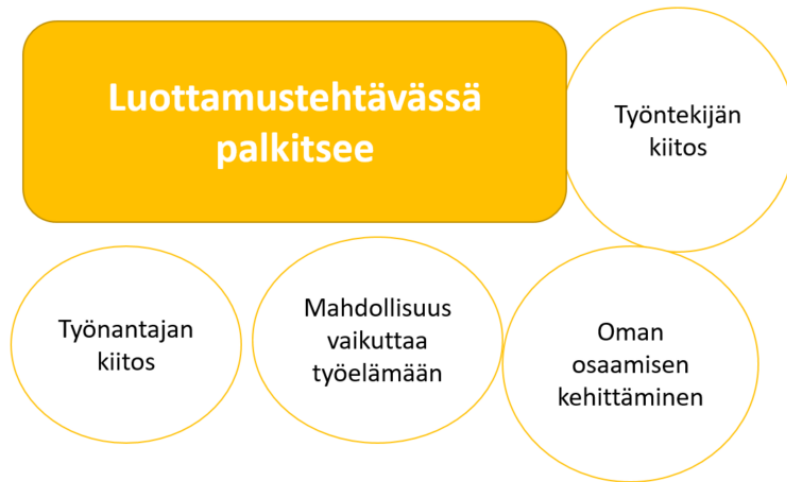 Luottamustehtävässä
palkitsee
Työntekijän
kiitos
Työnantajan
kiitos
Mahdollisuus
vaikuttaa
työelämään
Oman
osaamisen
kehittäminen